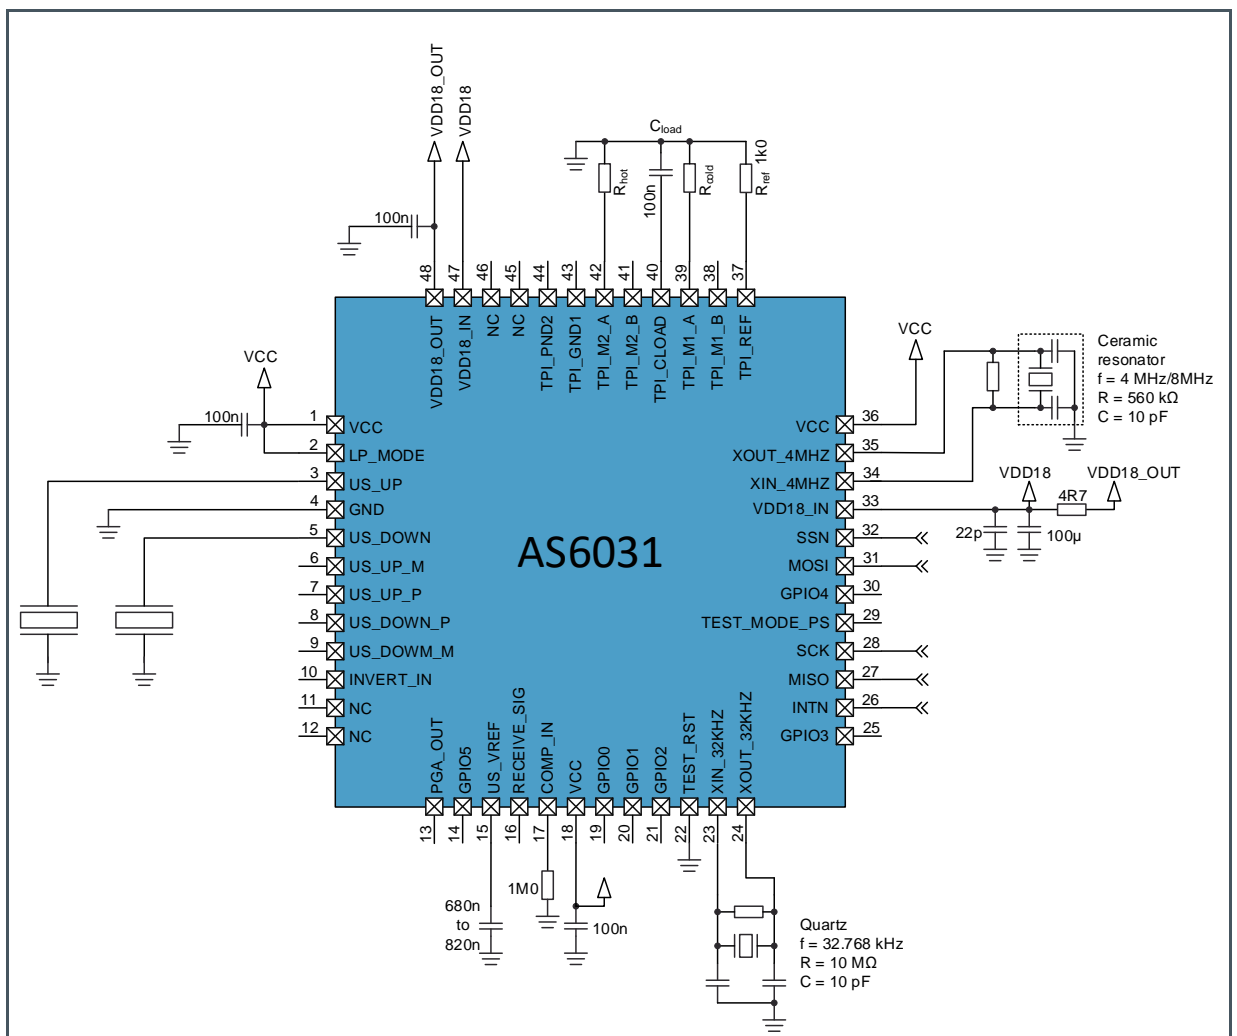 VDD18_OUT
VDD18
Cload
Rhot
100n
Rcold
Rref 1k0
100n
48
47
46
45
44
43
42
41
40
39
38
37
VDD18_OUT
VDD18_IN
NC
NC
TPI_PND2
TPI_GND1
TPI_M2_A
TPI_M2_B
TPI_CLOAD
TPI_M1_A
TPI_M1_B
TPI_REF
VCC
100n
1 VCC
2 LP_MODE
3 US_UP
4 GND
5 US_DOWN
6 US_UP_M
7 US_UP_P
8 US_DOWN_P
9 US_DOWM_M
10 INVERT_IN
11 NC
12 NC
AS6031
VCC
Ceramic
resonator
f = 4 MHz/8MHz
R = 560 kΩ
C = 10 pF
VCC 36
XOUT_4MHZ 35
XIN_4MHZ 34
VDD18_IN 33
SSN 32
MOSI 31
GPIO4 30
TEST_MODE_PS 29
SCK 28
MISO 27
INTN 26
GPIO3 25
VDD18
VDD18_OUT
4R7
22p
100µ
PGA_OUT
GPIO5
US_VREF
RECEIVE_SIG
COMP_IN
VCC
GPIO0
GPIO1
GPIO2
TEST_RST
XIN_32KHZ
XOUT_32KHZ
13
14
15
16
17
18
19
20
21
22
23
24
680n
to
820n
1M0
100n
Quartz
f = 32.768 kHz
R = 10 MΩ
C = 10 pF